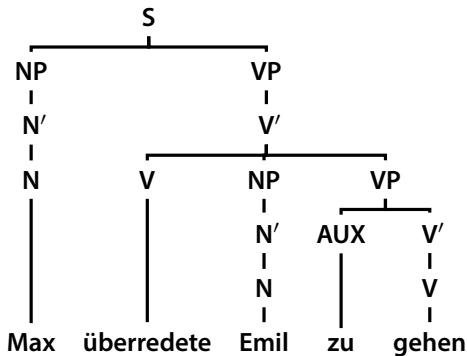 S
NP VP
N′ V′
N V NP VP
N′ AUX V′
N V
Max überredete Emil zu gehen